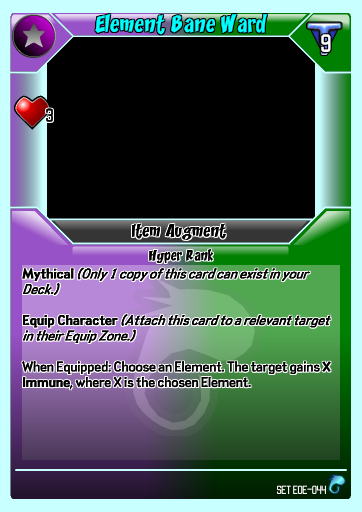 Element Bane Ward
9
3
Item Augment
Hyper Rank
Mythical (Only 1 copy of this card can exist in your
Deck.)
Equip Character (Attach this card to a relevant target
in their Equip Zone.)
When Equipped: Choose an Element. The target gains X
Immune, where X is the chosen Element.
SET EOE-044